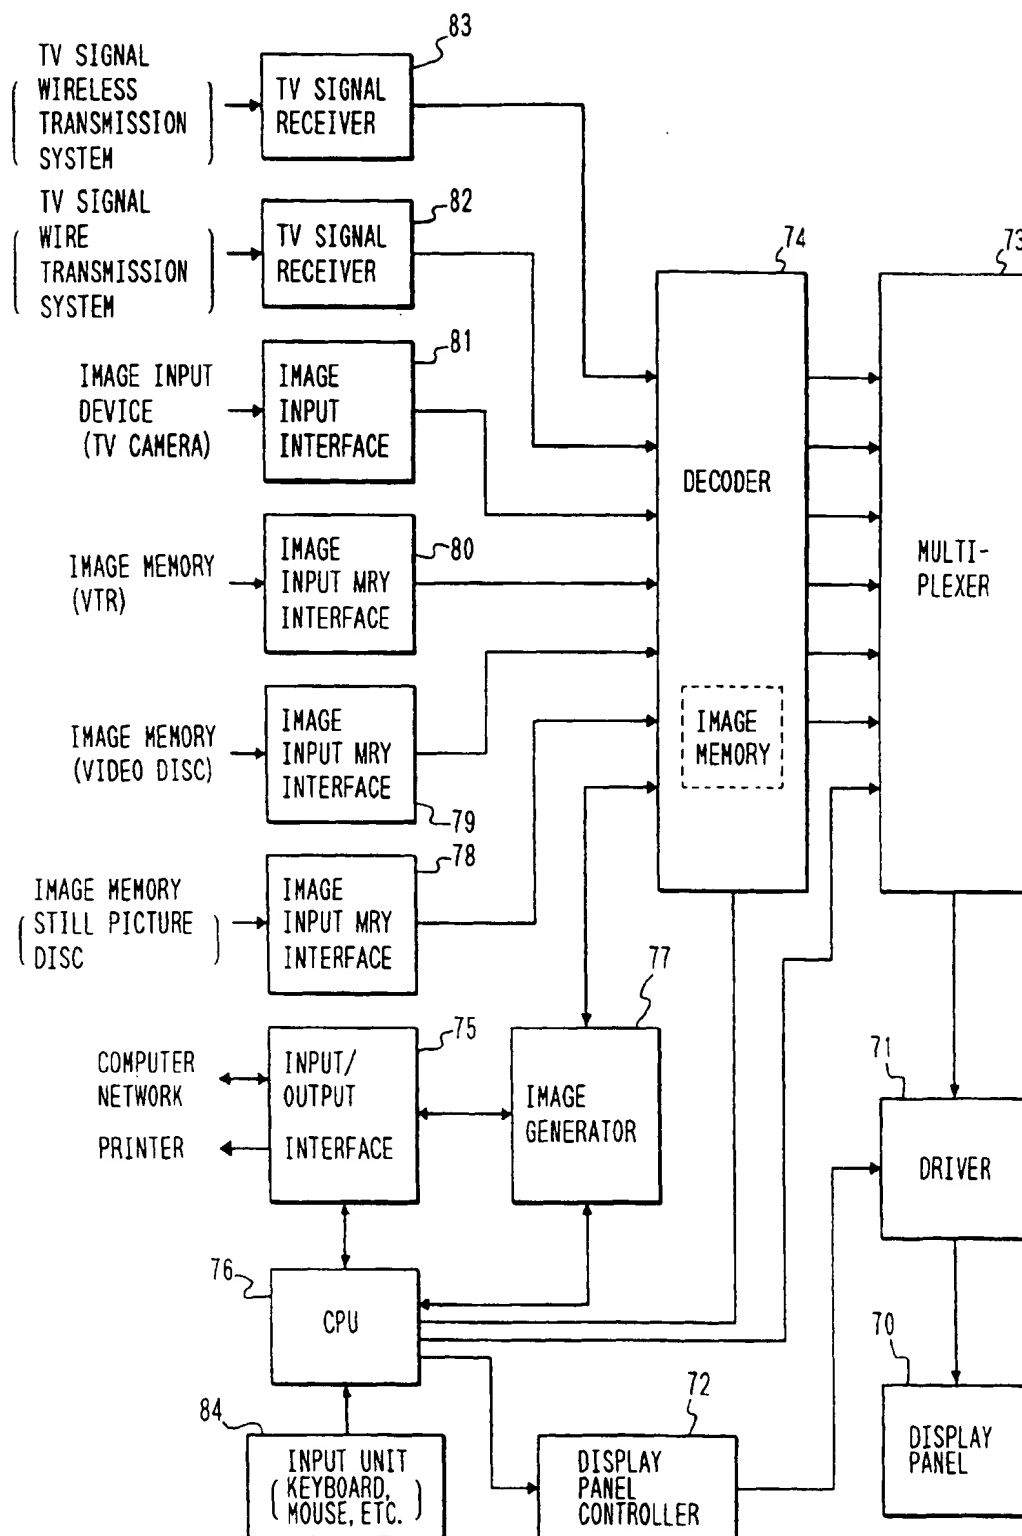 83
TV SIGNAL
WIRELESS
TRANSMISSION
SYSTEM
TV SIGNAL
RECEIVER
82
TV SIGNAL
WIRE
TRANSMISSION
SYSTEM
TV SIGNAL
RECEIVER
74
73
81
IMAGE INPUT
DEVICE
(TV CAMERA)
IMAGE
INPUT
INTERFACE
DECODER
80
IMAGE MEMORY
(VTR)
IMAGE
INPUT MRY
INTERFACE
MULTI-
PLEXER
IMAGE MEMORY
(VIDEO DISC)
IMAGE
INPUT MRY
INTERFACE
79
IMAGE
MEMORY
78
IMAGE MEMORY
STILL PICTURE
DISC
IMAGE
INPUT MRY
INTERFACE
77
75
COMPUTER
NETWORK
PRINTER
INPUT/
OUTPUT
INTERFACE
IMAGE
GENERATOR
71
DRIVER
76
CPU
70
DISPLAY
PANEL
84
INPUT UNIT
(KEYBOARD,
MOUSE, ETC.)
72
DISPLAY
PANEL
CONTROLLER